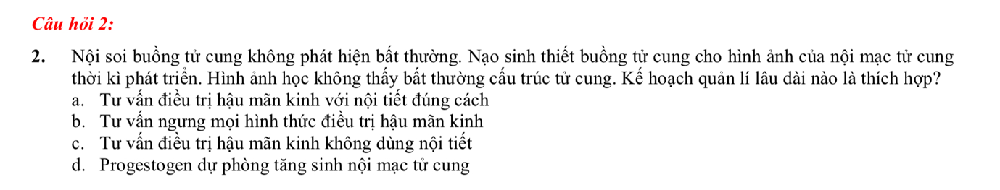 Câu hỏi 2:
2. Nội soi buồng tử cung không phát hiện bất thường. Nạo sinh thiết buồng tử cung cho hình ảnh của nội mạc tử cung
thời kì phát triển. Hình ảnh học không thấy bất thường cấu trúc tử cung. Kế hoạch quản lí lâu dài nào là thích hợp?
a. Tư vấn điều trị hậu mãn kinh với nội tiết đúng cách
b. Tư vấn ngưng mọi hình thức điều trị hậu mãn kinh
c. Tư vấn điều trị hậu mãn kinh không dùng nội tiết
d. Progestogen dự phòng tăng sinh nội mạc tử cung